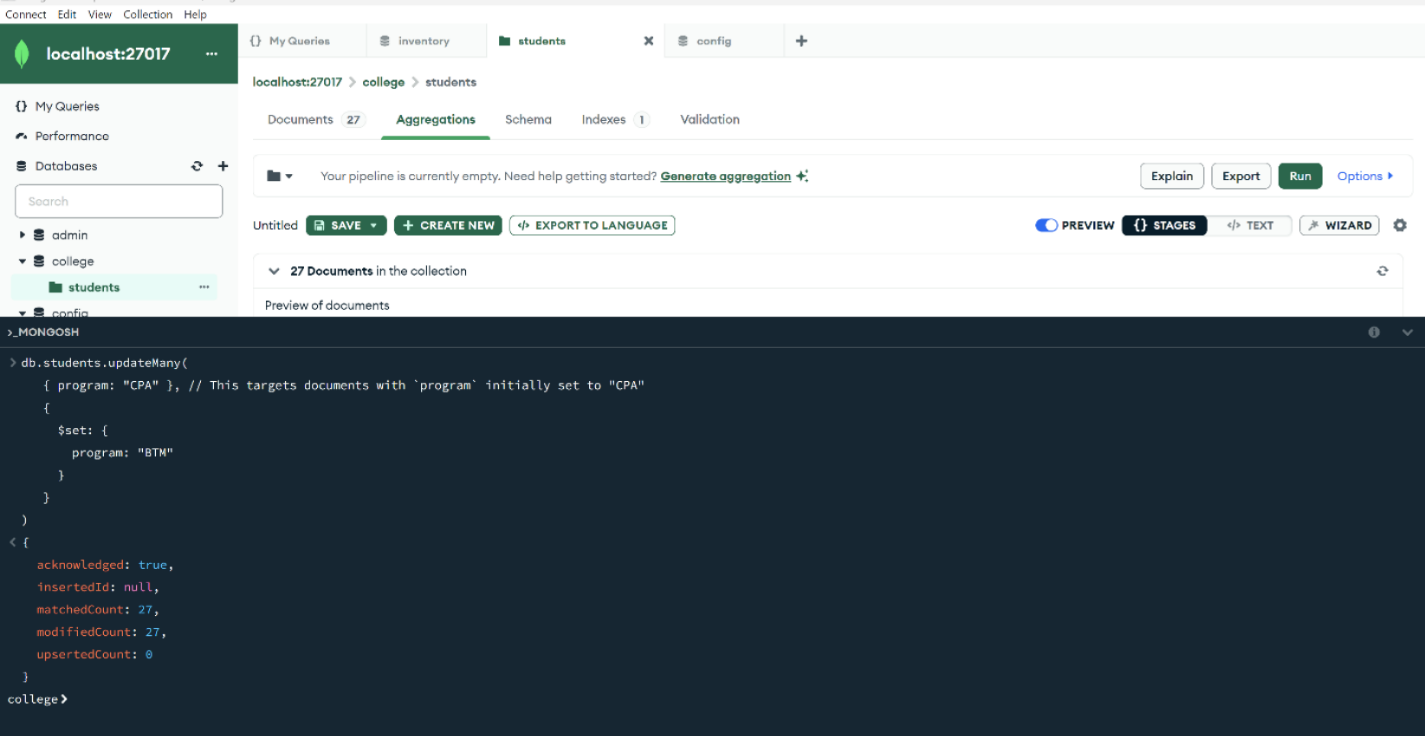 Connect Edit View Collection Help
localhost:27017 ...
{} My Queries
inventory
students
config
localhost:27017 > college > students
My Queries
Performance
Databases
Search
admin
college
students
config
Documents 27 Aggregations Schema Indexes 1 Validation
Your pipeline is currently empty. Need help getting started? Generate aggregation
Explain Export Run Options
Untitled SAVE + CREATE NEW </> EXPORT TO LANGUAGE
PREVIEW {} STAGES </> TEXT WIZARD
27 Documents in the collection
Preview of documents
>_MONGOSH
> db.students.updateMany(
{ program: "CPA" }, // This targets documents with `program` initially set to "CPA"
{
$set: {
program: "BTM"
}
}
)
< {
acknowledged: true,
insertedId: null,
matchedCount: 27,
modifiedCount: 27,
upsertedCount: 0
}
college>